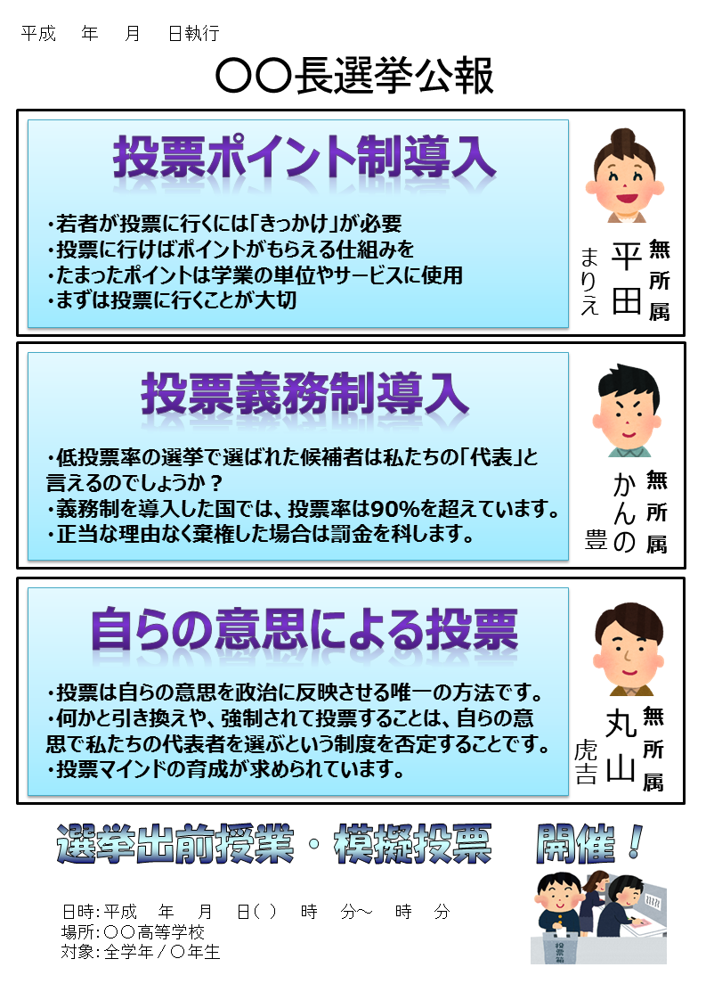 平成　年　月　日執行
〇〇長選挙公報
投票ポイント制導入
・若者が投票に行くには「きっかけ」が必要
・投票に行けばポイントがもらえる仕組みを
・たまったポイントは学業の単位やサービスに使用
・まずは投票に行くことが大切
無所属
平田
まりえ
投票義務制導入
・低投票率の選挙で選ばれた候補者は私たちの「代表」と
言えるのでしょうか？
・義務制を導入した国では、投票率は90%を超えています。
・正当な理由なく棄権した場合は罰金を科します。
無所属
かんの
豊
自らの意思による投票
・投票は自らの意思を政治に反映させる唯一の方法です。
・何かと引き換えや、強制されて投票することは、自らの意
思で私たちの代表者を選ぶという制度を否定することです。
・投票マインドの育成が求められています。
無所属
丸山
虎吉
選挙出前授業・模擬投票　開催！
日時：平成　年　月　日（　）　時　分～　時　分
場所：〇〇高等学校
対象：全学年／〇年生
投票箱